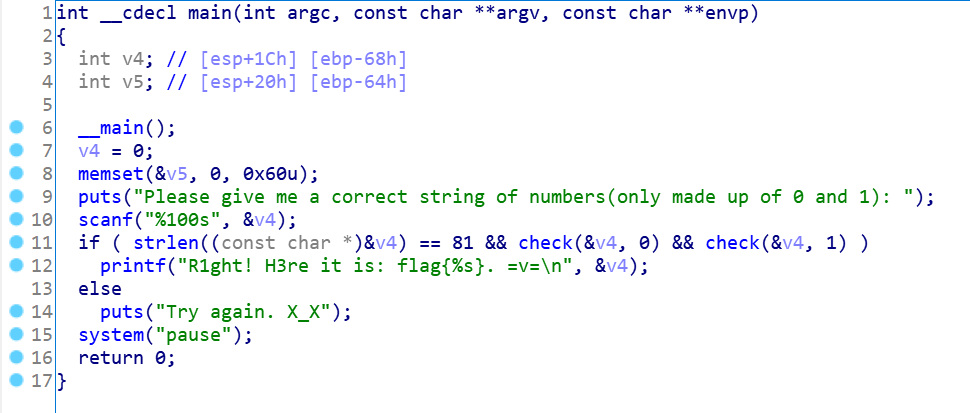 1 int __cdecl main(int argc, const char **argv, const char **envp)
2 {
3   int v4; // [esp+1Ch] [ebp-68h]
4   int v5; // [esp+20h] [ebp-64h]
5
6   __main();
7   v4 = 0;
8   memset(&v5, 0, 0x60u);
9   puts("Please give me a correct string of numbers(only made up of 0 and 1): ");
10   scanf("%100s", &v4);
11   if ( strlen((const char *)&v4) == 81 && check(&v4, 0) && check(&v4, 1) )
12     printf("R1ght! H3re it is: flag{%s}. =v=\n", &v4);
13   else
14     puts("Try again. X_X");
15   system("pause");
16   return 0;
17 }